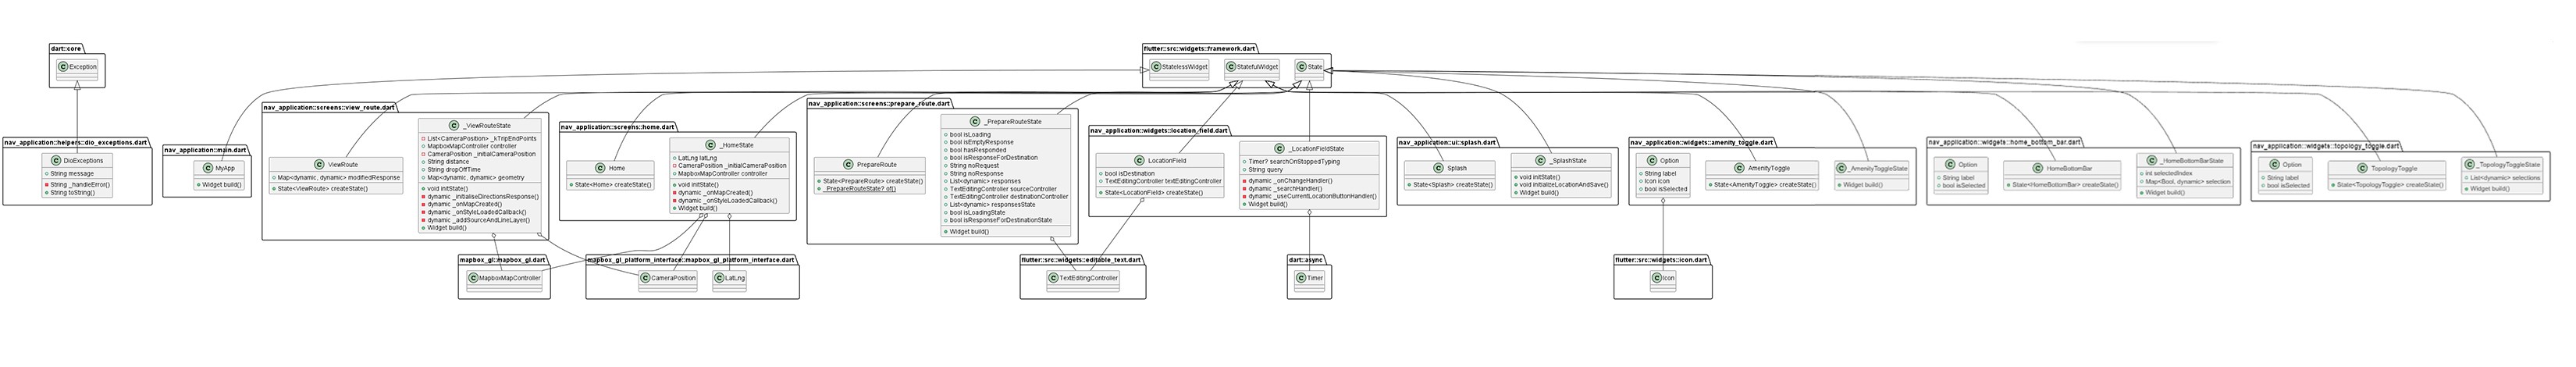 dart::core
Exception
nav_application::helpers::dio_exceptions.dart
DioExceptions
String message
String _handleError()
String toString()
nav_application::main.dart
MyApp
Widget build()
flutter::src::widgets::framework.dart
StatelessWidget
StatefulWidget
State
nav_application::screens::view_route.dart
ViewRoute
Map<dynamic, dynamic> modifiedResponse
State<ViewRoute> createState()
_ViewRouteState
List<CameraPosition> _kTripEndPoints
MapboxMapController controller
CameraPosition _initialCameraPosition
String distance
String dropOffTime
Map<dynamic, dynamic> geometry
void initState()
dynamic _initialiseDirectionsResponse()
dynamic _onMapCreated()
dynamic _onStyleLoadedCallback()
dynamic _addSourceAndLineLayer()
Widget build()
nav_application::screens::home.dart
Home
State<Home> createState()
_HomeState
LatLng latLng
CameraPosition _initialCameraPosition
MapboxMapController controller
void initState()
dynamic _onMapCreated()
dynamic _onStyleLoadedCallback()
Widget build()
nav_application::screens::prepare_route.dart
PrepareRoute
State<PrepareRoute> createState()
_PrepareRouteState? of()
_PrepareRouteState
bool isLoading
bool isEmptyResponse
bool hasResponded
bool isResponseForDestination
String noRequest
String noResponse
List<dynamic> responses
TextEditingController sourceController
TextEditingController destinationController
List<dynamic> responsesState
bool isLoadingState
bool isResponseForDestinationState
Widget build()
nav_application::widgets::location_field.dart
LocationField
bool isDestination
TextEditingController textEditingController
State<LocationField> createState()
_LocationFieldState
Timer? searchOnStoppedTyping
String query
dynamic _onChangeHandler()
dynamic _searchHandler()
dynamic _useCurrentLocationButtonHandler()
Widget build()
nav_application::ui::splash.dart
Splash
State<Splash> createState()
_SplashState
void initState()
void initializeLocationAndSave()
Widget build()
nav_application::widgets::amenity_toggle.dart
Option
String label
Icon icon
bool isSelected
AmenityToggle
State<AmenityToggle> createState()
_AmenityToggleState
Widget build()
nav_application::widgets::home_bottom_bar.dart
Option
String label
bool isSelected
HomeBottomBar
State<HomeBottomBar> createState()
_HomeBottomBarState
int selectedIndex
Map<Bool, dynamic> selection
Widget build()
nav_application::widgets::topology_toggle.dart
Option
String label
bool isSelected
TopologyToggle
State<TopologyToggle> createState()
_TopologyToggleState
List<dynamic> selections
Widget build()
mapbox_gl::mapbox_gl.dart
MapboxMapController
mapbox_gl_platform_interface::mapbox_gl_platform_interface.dart
CameraPosition
LatLng
flutter::src::widgets::editable_text.dart
TextEditingController
dart::async
Timer
flutter::src::widgets::icon.dart
Icon